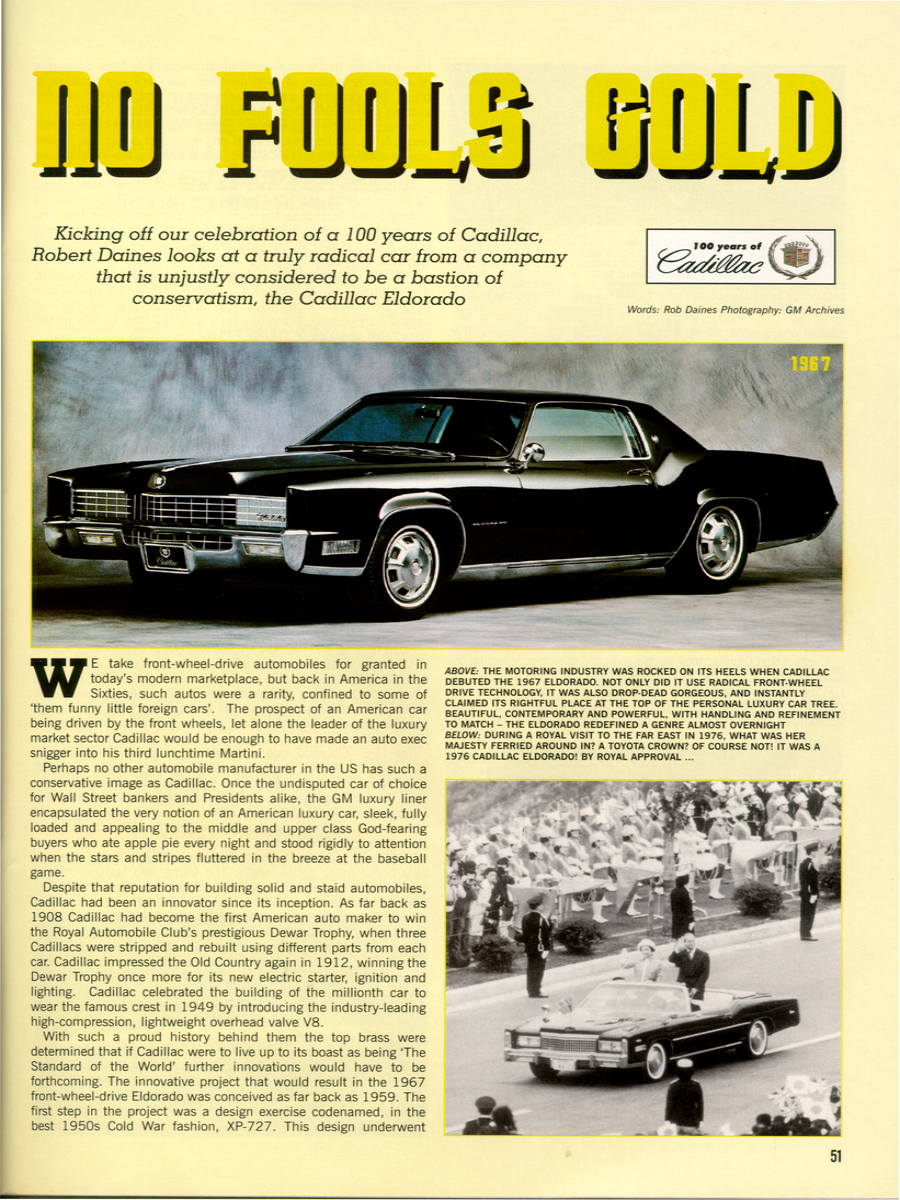 NO FOOLS GOLD
Kicking off our celebration of a 100 years of Cadillac,
Robert Daines looks at a truly radical car from a company
that is unjustly considered to be a bastion of
conservatism, the Cadillac Eldorado
100 years of
Cadillac
Words: Rob Daines Photography: GM Archives
1967
Cadillac
WE take front-wheel-drive automobiles for granted in
today's modern marketplace, but back in America in the
Sixties, such autos were a rarity, confined to some of
'them funny little foreign cars'.  The prospect of an American car
being driven by the front wheels, let alone the leader of the luxury
market sector Cadillac would be enough to have made an auto exec
snigger into his third lunchtime Martini.
Perhaps no other automobile manufacturer in the US has such a
conservative image as Cadillac. Once the undisputed car of choice
for Wall Street bankers and Presidents alike, the GM luxury liner
encapsulated the very notion of an American luxury car, sleek, fully
loaded and appealing to the middle and upper class God-fearing
buyers who ate apple pie every night and stood rigidly to attention
when the stars and stripes fluttered in the breeze at the baseball
game.
Despite that reputation for building solid and staid automobiles,
Cadillac had been an innovator since its inception. As far back as
1908 Cadillac had become the first American auto maker to win
the Royal Automobile Club's prestigious Dewar Trophy, when three
Cadillacs were stripped and rebuilt using different parts from each
car. Cadillac impressed the Old Country again in 1912, winning the
Dewar Trophy once more for its new electric starter, ignition and
lighting.  Cadillac celebrated the building of the millionth car to
wear the famous crest in 1949 by introducing the industry-leading
high-compression, lightweight overhead valve V8.
With such a proud history behind them the top brass were
determined that if Cadillac were to live up to its boast as being 'The
Standard of the World' further innovations would have to be
forthcoming. The innovative project that would result in the 1967
front-wheel-drive Eldorado was conceived as far back as 1959. The
first step in the project was a design exercise codenamed, in the
best 1950s Cold War fashion, XP-727. This design underwent
ABOVE: THE MOTORING INDUSTRY WAS ROCKED ON ITS HEELS WHEN CADILLAC
DEBUTED THE 1967 ELDORADO. NOT ONLY DID IT USE RADICAL FRONT-WHEEL
DRIVE TECHNOLOGY, IT WAS ALSO DROP-DEAD GORGEOUS, AND INSTANTLY
CLAIMED ITS RIGHTFUL PLACE AT THE TOP OF THE PERSONAL LUXURY CAR TREE.
BEAUTIFUL, CONTEMPORARY AND POWERFUL, WITH HANDLING AND REFINEMENT
TO MATCH – THE ELDORADO REDEFINED A GENRE ALMOST OVERNIGHT
BELOW: DURING A ROYAL VISIT TO THE FAR EAST IN 1976, WHAT WAS HER
MAJESTY FERRIED AROUND IN? A TOYOTA CROWN? OF COURSE NOT! IT WAS A
1976 CADILLAC ELDORADO! BY ROYAL APPROVAL ...
51